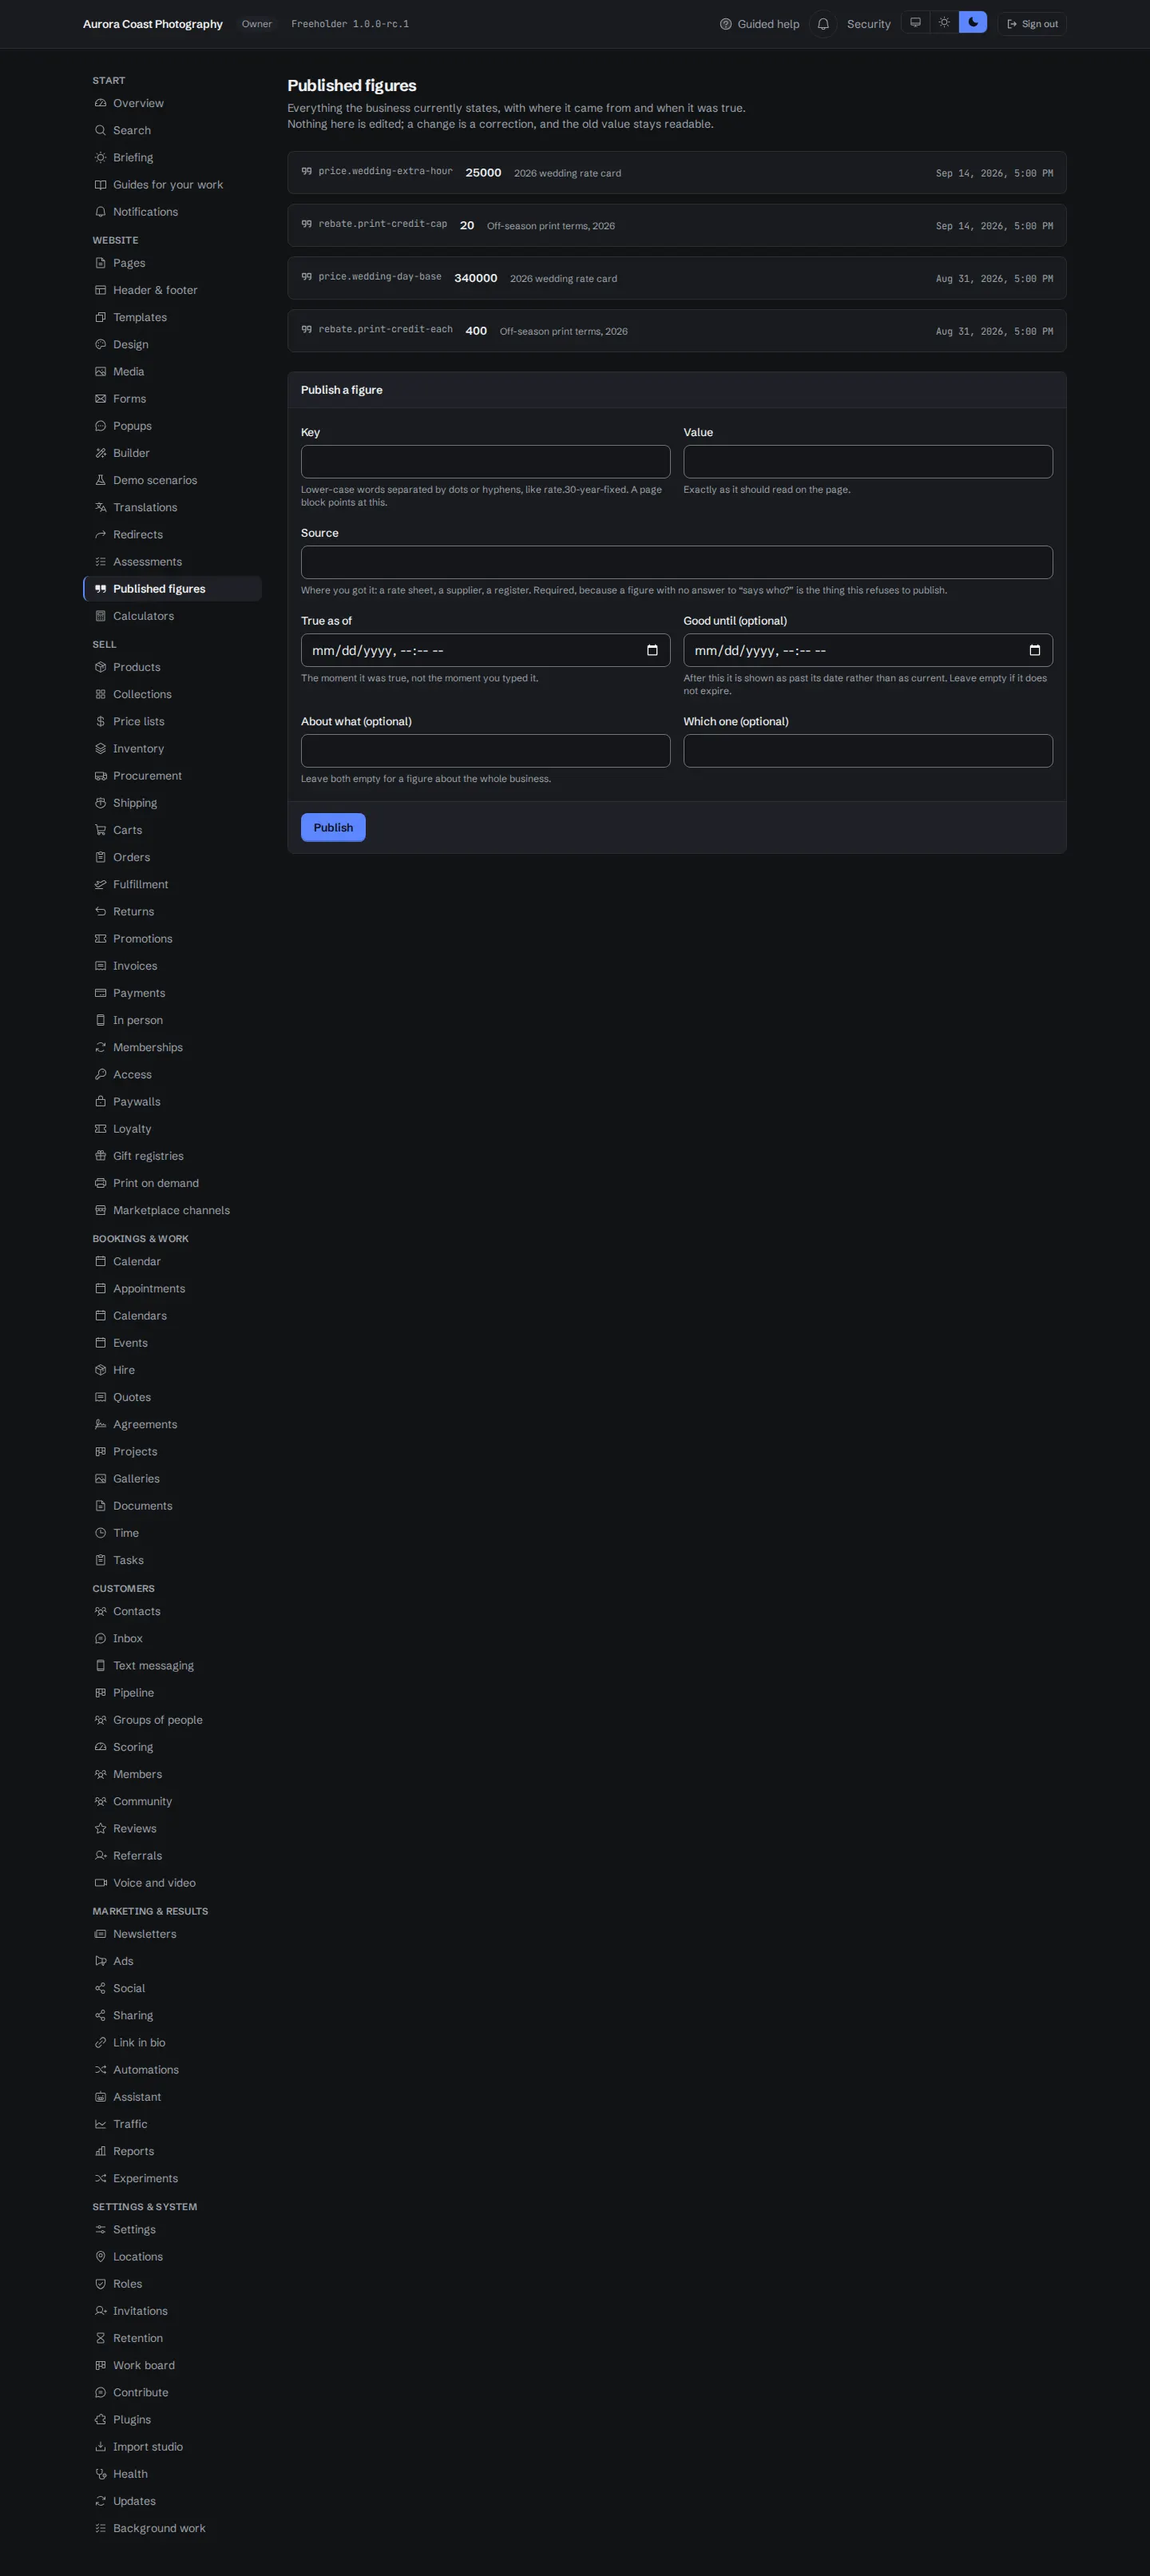 Aurora Coast Photography Owner Freeholder 1.0.0-rc.1 Guided help Security Sign out
START
Overview
Search
Briefing
Guides for your work
Notifications
WEBSITE
Pages
Header & footer
Templates
Design
Media
Forms
Popups
Builder
Demo scenarios
Translations
Redirects
Assessments
Published figures
Calculators
SELL
Products
Collections
Price lists
Inventory
Procurement
Shipping
Carts
Orders
Fulfillment
Returns
Promotions
Invoices
Payments
In person
Memberships
Access
Paywalls
Loyalty
Gift registries
Print on demand
Marketplace channels
BOOKINGS & WORK
Calendar
Appointments
Calendars
Events
Hire
Quotes
Agreements
Projects
Galleries
Documents
Time
Tasks
CUSTOMERS
Contacts
Inbox
Text messaging
Pipeline
Groups of people
Scoring
Members
Community
Reviews
Referrals
Voice and video
MARKETING & RESULTS
Newsletters
Ads
Social
Sharing
Link in bio
Automations
Assistant
Traffic
Reports
Experiments
SETTINGS & SYSTEM
Settings
Locations
Roles
Invitations
Retention
Work board
Contribute
Plugins
Import studio
Health
Updates
Background work
Published figures
Everything the business currently states, with where it came from and when it was true.
Nothing here is edited; a change is a correction, and the old value stays readable.
price.wedding-extra-hour 25000 2026 wedding rate card Sep 14, 2026, 5:00 PM
rebate.print-credit-cap 20 Off-season print terms, 2026 Sep 14, 2026, 5:00 PM
price.wedding-day-base 340000 2026 wedding rate card Aug 31, 2026, 5:00 PM
rebate.print-credit-each 400 Off-season print terms, 2026 Aug 31, 2026, 5:00 PM
Publish a figure
Key
Lower-case words separated by dots or hyphens, like rate.30-year-fixed. A page
block points at this.
Value
Exactly as it should read on the page.
Source
Where you got it: a rate sheet, a supplier, a register. Required, because a figure with no answer to “says who?” is the thing this refuses to publish.
True as of
mm/dd/yyyy, --:-- --
The moment it was true, not the moment you typed it.
Good until (optional)
mm/dd/yyyy, --:-- --
After this it is shown as past its date rather than as current. Leave empty if it does
not expire.
About what (optional)
Leave both empty for a figure about the whole business.
Which one (optional)
Publish